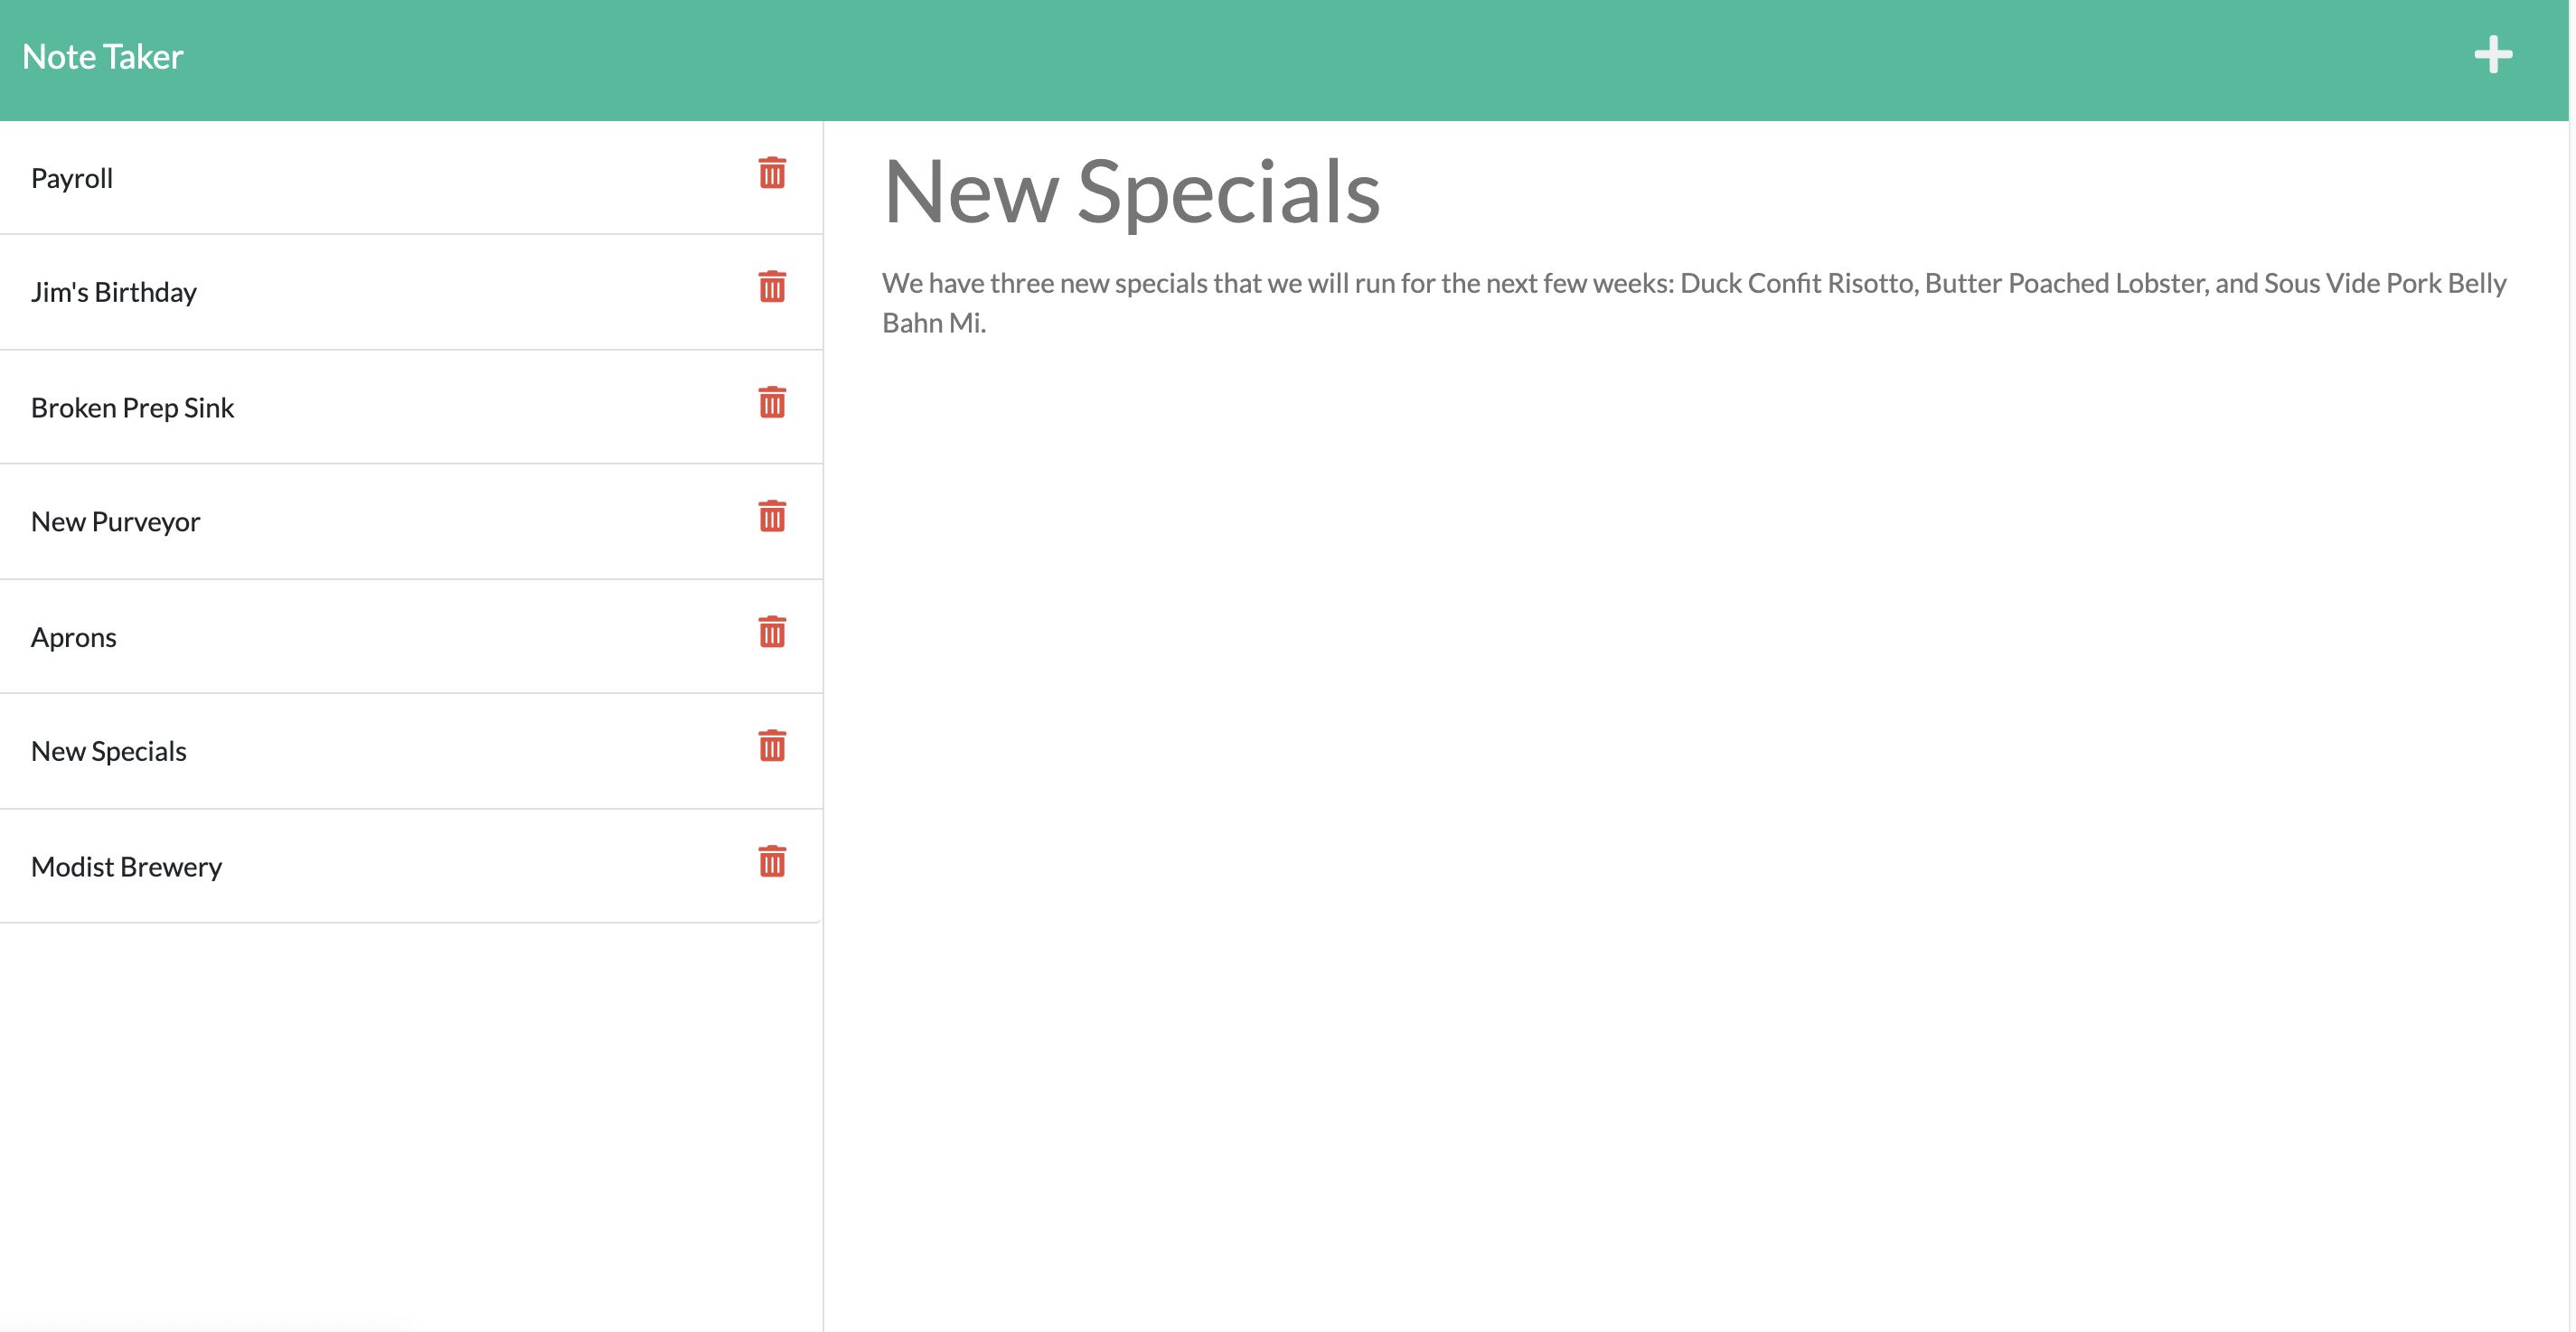 Note Taker
Payroll
Jim's Birthday
Broken Prep Sink
New Purveyor
Aprons
New Specials
Modist Brewery
New Specials
We have three new specials that we will run for the next few weeks: Duck Confit Risotto, Butter Poached Lobster, and Sous Vide Pork Belly
Bahn Mi.